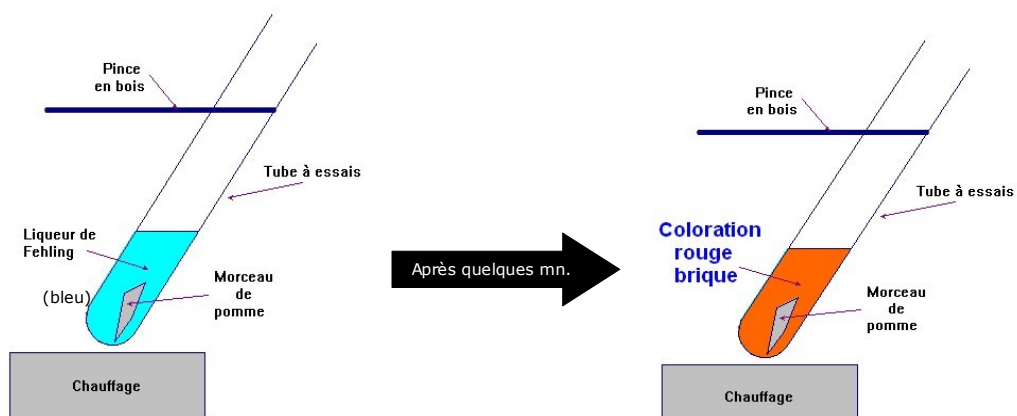 Pince
en bois
Tube à essais
Liqueur de
Fehling
(bleu)
Morceau
de
pomme
Chauffage
Après quelques mn.
Pince
en bois
Tube à essais
Coloration
rouge
brique
Morceau
de
pomme
Chauffage